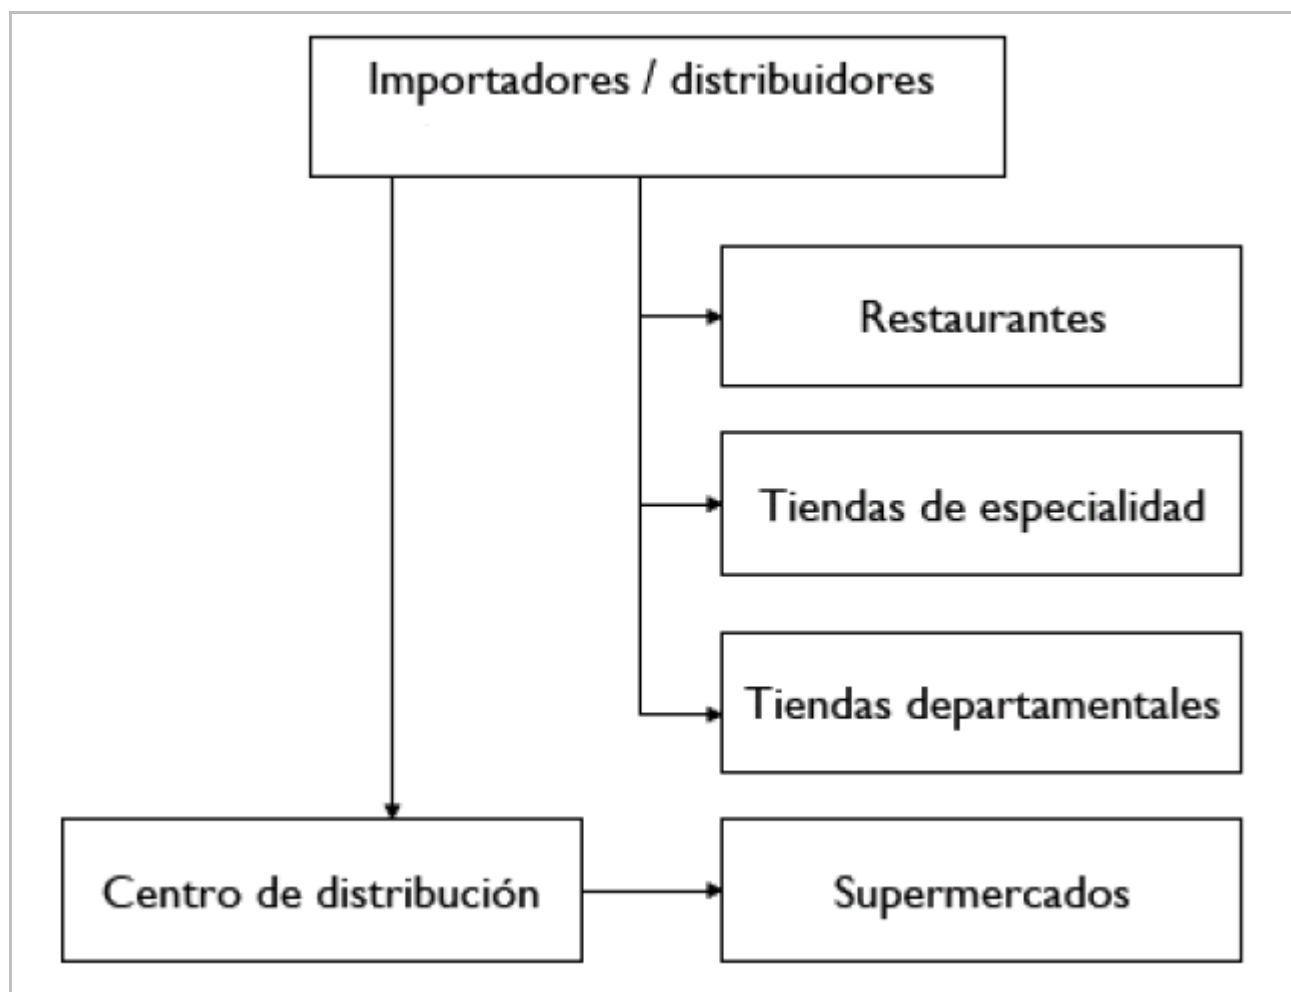 Importadores / distribuidores
Restaurantes
Tiendas de especialidad
Tiendas departamentales
Centro de distribución
Supermercados